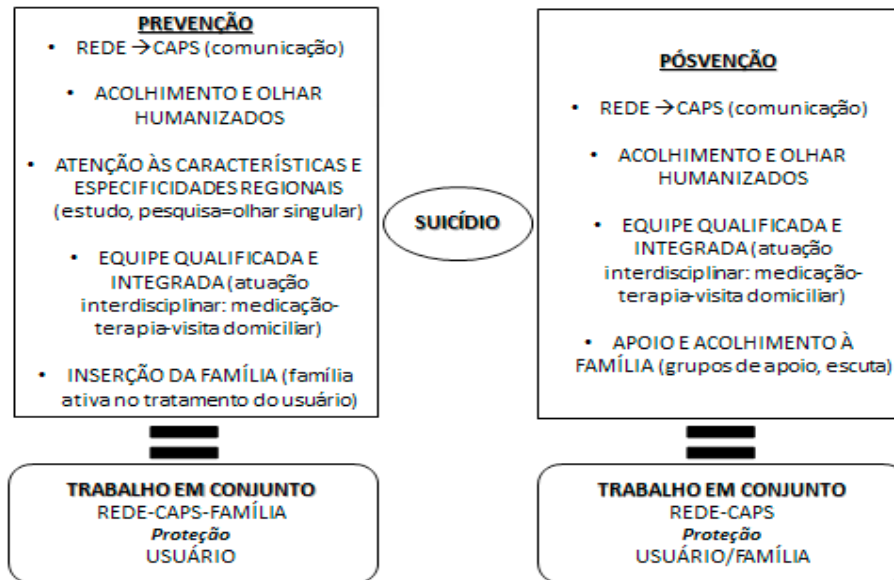 PREVENÇÃO
• REDE →CAPS (comunicação)
• ACOLHIMENTO E OLHAR
HUMANIZADOS
• ATENÇÃO ÀS CARACTERÍSTICAS E
ESPECIFICIDADES REGIONAIS
(estudo, pesquisa=olhar singular)
• EQUIPE QUALIFICADA E
INTEGRADA (atuação
interdisciplinar: medicação-
terapia-visita domiciliar)
• INSERÇÃO DA FAMÍLIA (família
ativa no tratamento do usuário)
SUICÍDIO
PÓSVENÇÃO
• REDE →CAPS (comunicação)
• ACOLHIMENTO E OLHAR
HUMANIZADOS
• EQUIPE QUALIFICADA E
INTEGRADA (atuação
interdisciplinar: medicação-
terapia-visita domiciliar)
• APOIO E ACOLHIMENTO À
FAMÍLIA (grupos de apoio, escuta)
TRABALHO EM CONJUNTO
REDE-CAPS-FAMÍLIA
Proteção
USUÁRIO
TRABALHO EM CONJUNTO
REDE-CAPS
Proteção
USUÁRIO/FAMÍLIA